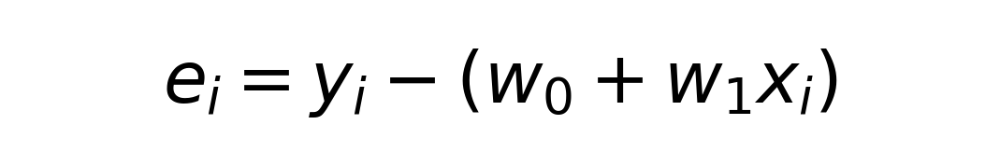 eᵢ = yᵢ − (w₀ + w₁xᵢ)